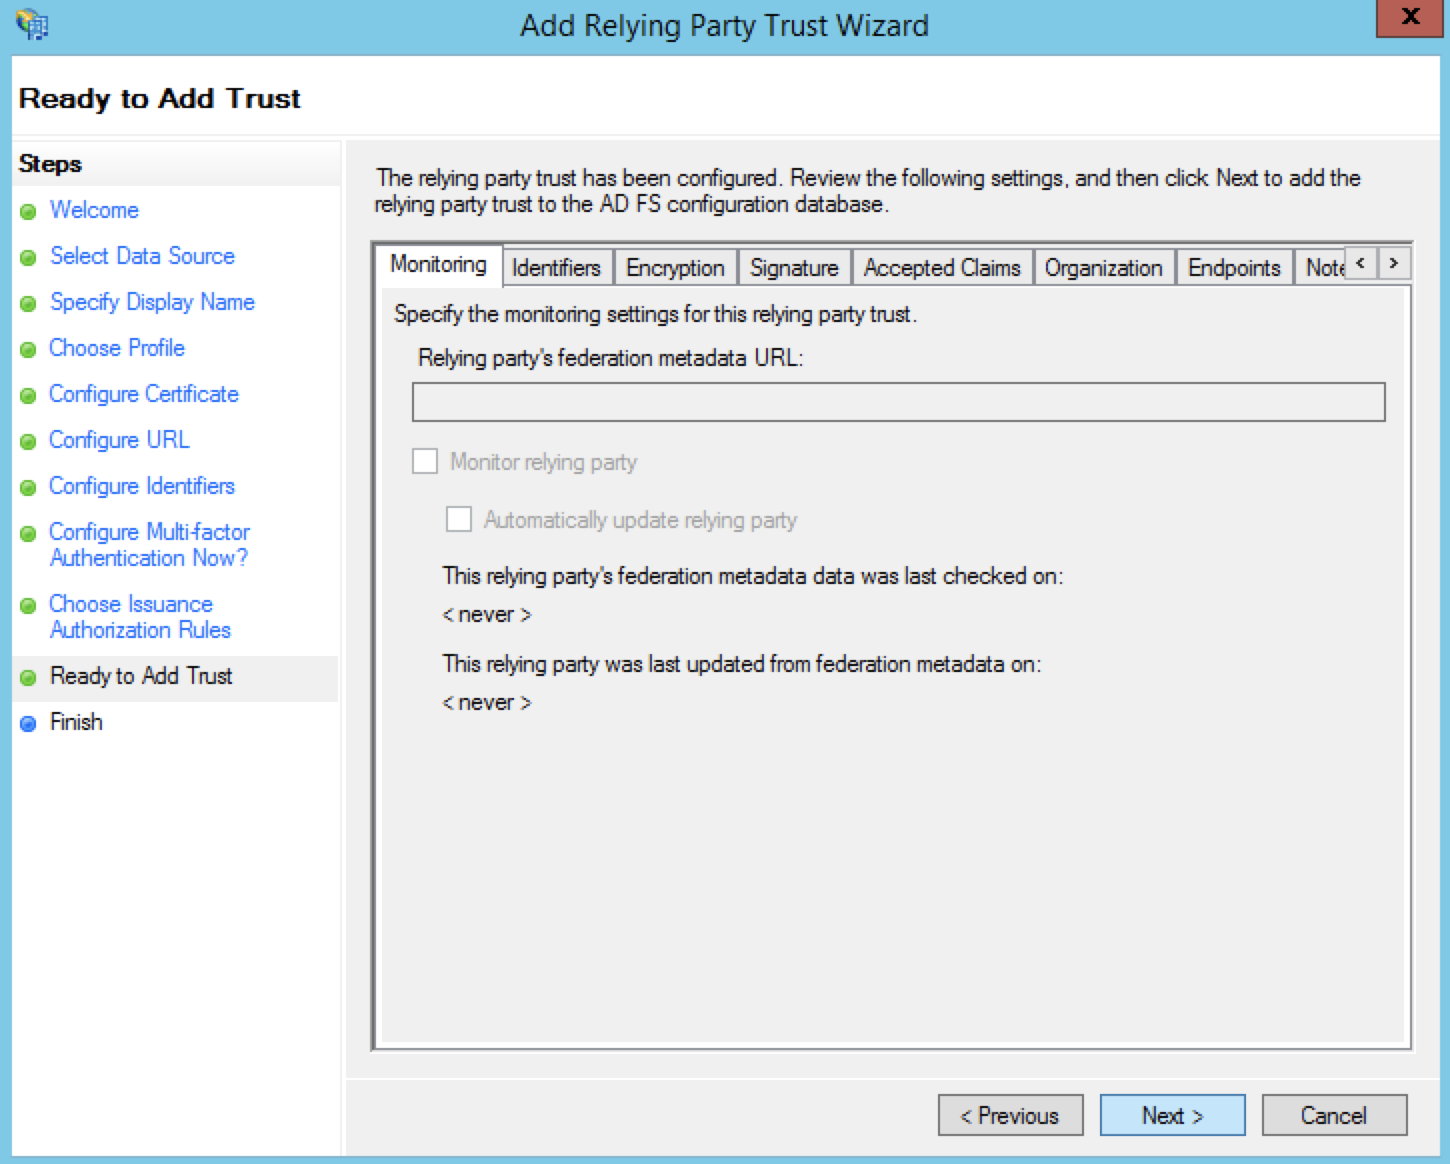 Add Relying Party Trust Wizard
X
Ready to Add Trust
Steps
Welcome
Select Data Source
Specify Display Name
Choose Profile
Configure Certificate
Configure URL
Configure Identifiers
Configure Multi-factor
Authentication Now?
Choose Issuance
Authorization Rules
Ready to Add Trust
Finish
The relying party trust has been configured. Review the following settings, and then click Next to add the
relying party trust to the AD FS configuration database.
Monitoring Identifiers Encryption Signature Accepted Claims Organization Endpoints Note < >
Specify the monitoring settings for this relying party trust.
Relying party's federation metadata URL:
Monitor relying party
Automatically update relying party
This relying party's federation metadata data was last checked on:
< never >
This relying party was last updated from federation metadata on:
< never >
< Previous Next > Cancel